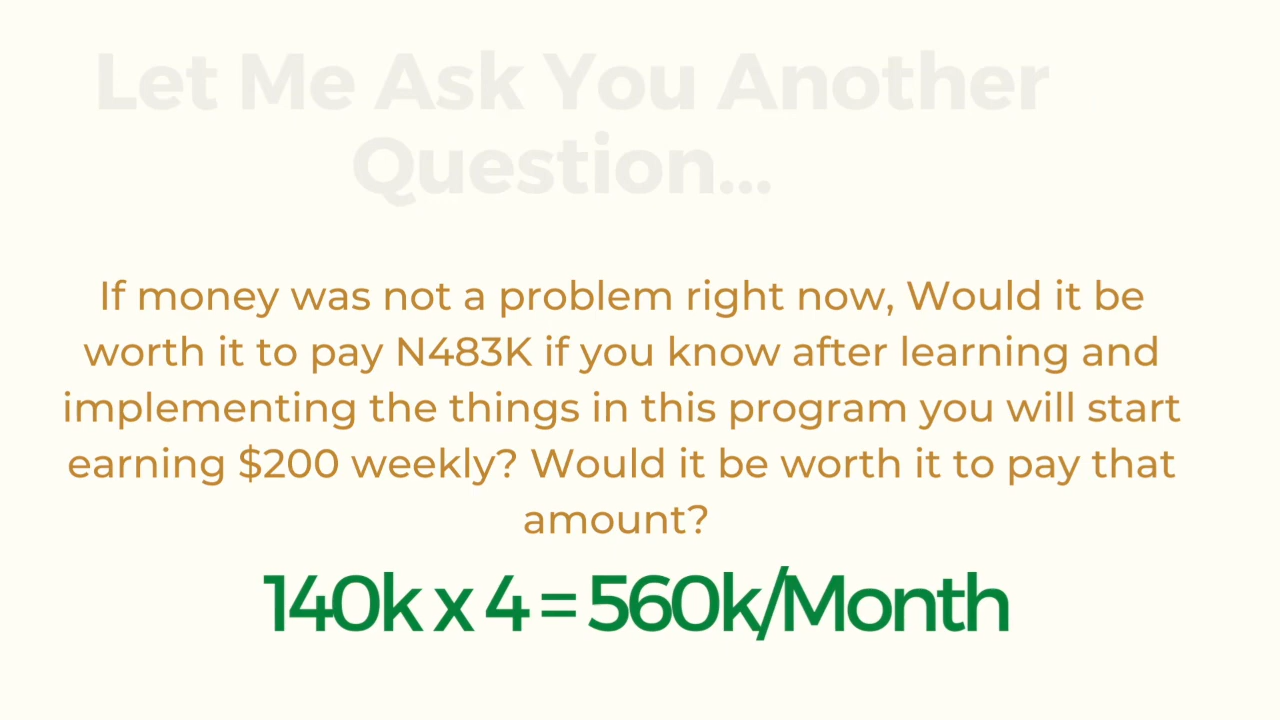 Let Me Ask You Another
Question...
If money was not a problem right now, Would it be
worth it to pay N483K if you know after learning and
implementing the things in this program you will start
earning $200 weekly? Would it be worth it to pay that
amount?
140k x 4 = 560k/Month